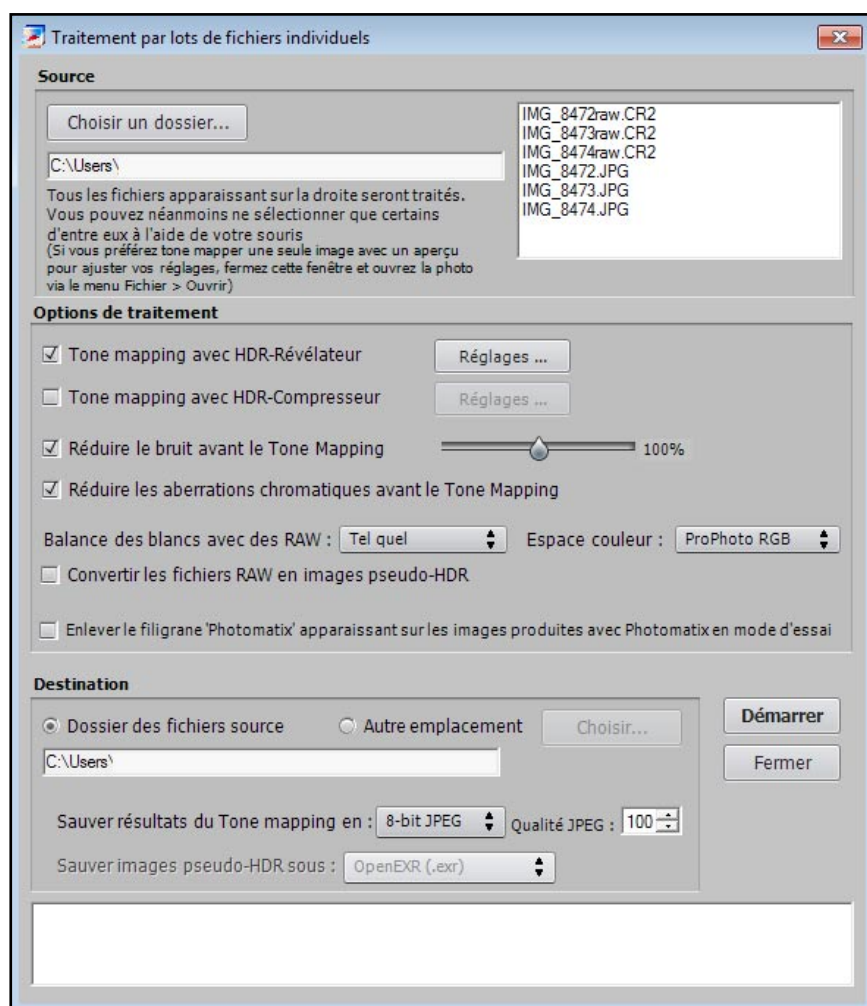 Traitement par lots de fichiers individuels
Source
Choisir un dossier...
C:\Users\
Tous les fichiers apparaissant sur la droite seront traités.
Vous pouvez néanmoins ne sélectionner que certains
d'entre eux à l'aide de votre souris
(Si vous préférez tone mapper une seule image avec un aperçu
pour ajuster vos réglages, fermez cette fenêtre et ouvrez la photo
via le menu Fichier > Ouvrir)
IMG_8472raw.CR2
IMG_8473raw.CR2
IMG_8474raw.CR2
IMG_8472.JPG
IMG_8473.JPG
IMG_8474.JPG
Options de traitement
Tone mapping avec HDR-Révélateur Réglages ...
Tone mapping avec HDR-Compresseur Réglages ...
Réduire le bruit avant le Tone Mapping 100%
Réduire les aberrations chromatiques avant le Tone Mapping
Balance des blancs avec des RAW : Tel quel Espace couleur : ProPhoto RGB
Convertir les fichiers RAW en images pseudo-HDR
Enlever le filigrane 'Photomatix' apparaissant sur les images produites avec Photomatix en mode d'essai
Destination
Dossier des fichiers source Autre emplacement Choisir...
C:\Users\
Sauver résultats du Tone mapping en : 8-bit JPEG Qualité JPEG : 100
Sauver images pseudo-HDR sous : OpenEXR (.exr)
Démarrer
Fermer